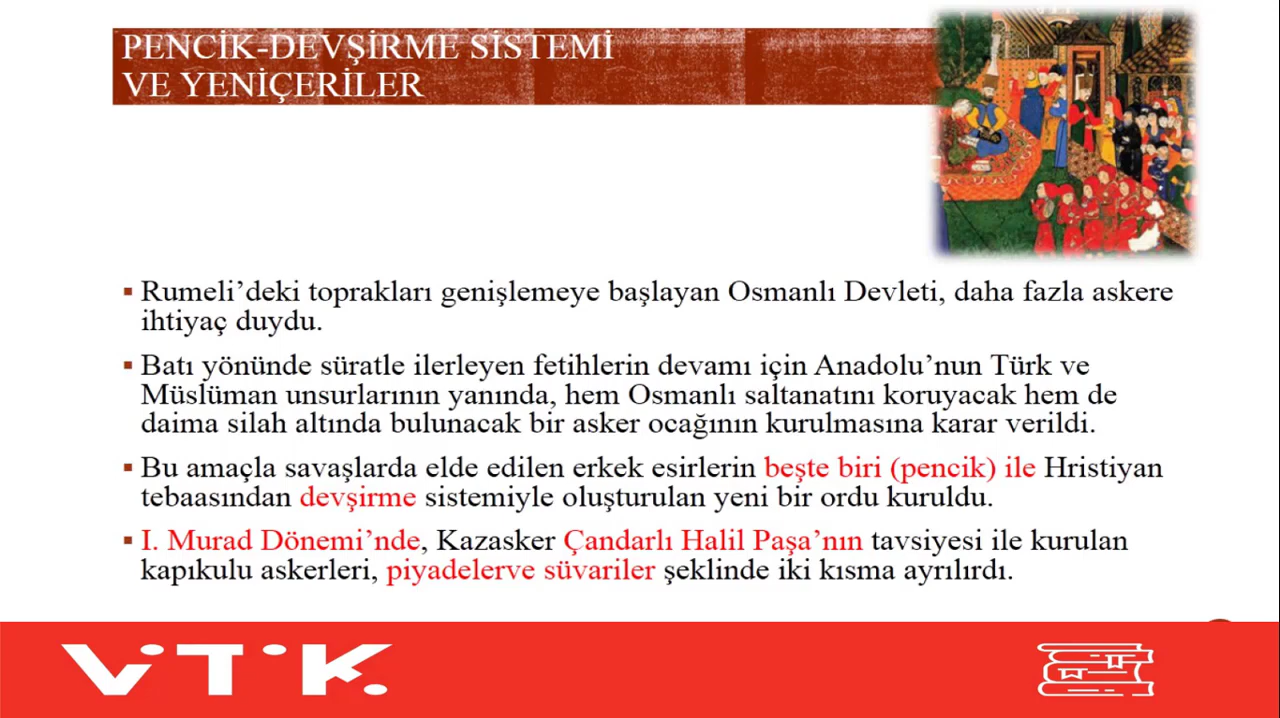 PENCİK-DEVŞİRME SİSTEMİ
VE YENİÇERİLER
▪ Rumeli’deki toprakları genişlemeye başlayan Osmanlı Devleti, daha fazla askere
ihtiyaç duydu.
▪ Batı yönünde süratle ilerleyen fetihlerin devamı için Anadolu’nun Türk ve
Müslüman unsurlarının yanında, hem Osmanlı saltanatını koruyacak hem de
daima silah altında bulunacak bir asker ocağının kurulmasına karar verildi.
▪ Bu amaçla savaşlarda elde edilen erkek esirlerin beşte biri (pencik) ile Hristiyan
tebaasından devşirme sistemiyle oluşturulan yeni bir ordu kuruldu.
▪ I. Murad Dönemi’nde, Kazasker Çandarlı Halil Paşa’nın tavsiyesi ile kurulan
kapıkulu askerleri, piyadelerve süvariler şeklinde iki kısma ayrılırdı.
VİTİK